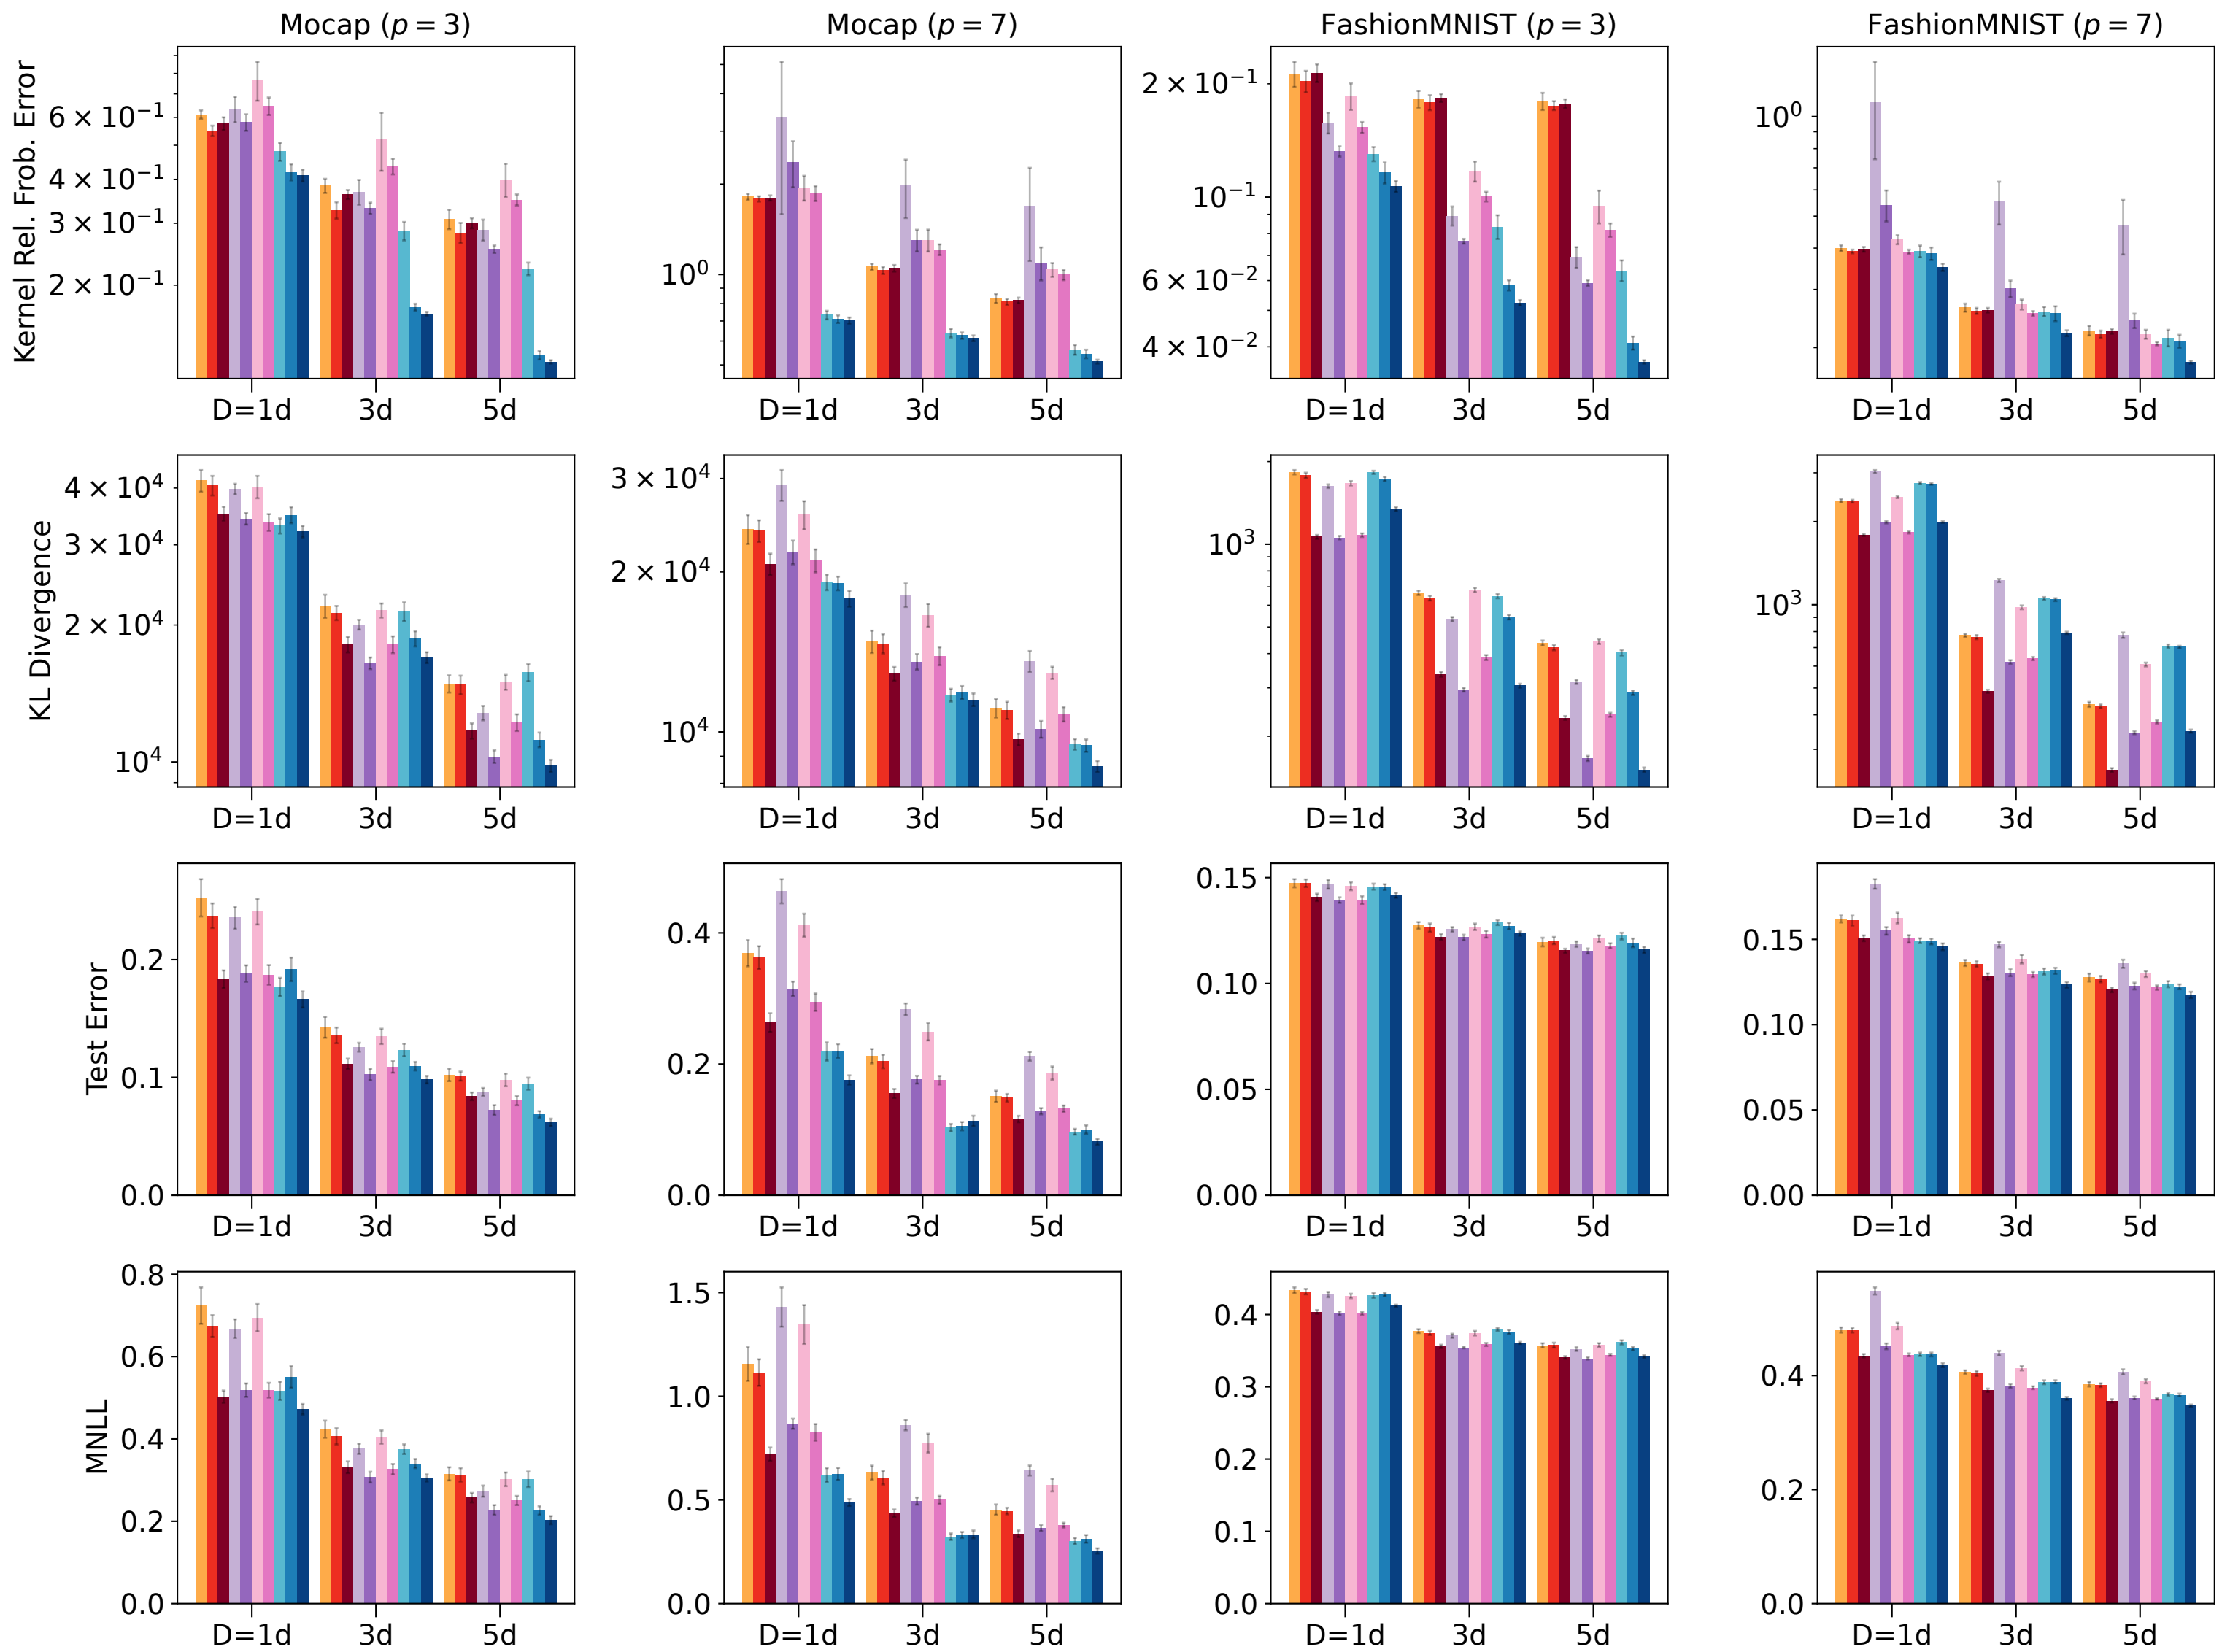 Mocap (p = 3)
Mocap (p = 7)
FashionMNIST (p = 3)
FashionMNIST (p = 7)
Kernel Rel. Frob. Error
6 × 10⁻¹
4 × 10⁻¹
3 × 10⁻¹
2 × 10⁻¹
D=1d 3d 5d
10⁰
D=1d 3d 5d
2 × 10⁻¹
10⁻¹
6 × 10⁻²
4 × 10⁻²
D=1d 3d 5d
10⁰
D=1d 3d 5d
KL Divergence
4 × 10⁴
3 × 10⁴
2 × 10⁴
10⁴
D=1d 3d 5d
3 × 10⁴
2 × 10⁴
10⁴
D=1d 3d 5d
10³
D=1d 3d 5d
10³
D=1d 3d 5d
Test Error
0.2
0.1
0.0
D=1d 3d 5d
0.4
0.2
0.0
D=1d 3d 5d
0.15
0.10
0.05
0.00
D=1d 3d 5d
0.15
0.10
0.05
0.00
D=1d 3d 5d
MNLL
0.8
0.6
0.4
0.2
0.0
D=1d 3d 5d
1.5
1.0
0.5
0.0
D=1d 3d 5d
0.4
0.3
0.2
0.1
0.0
D=1d 3d 5d
0.4
0.2
0.0
D=1d 3d 5d